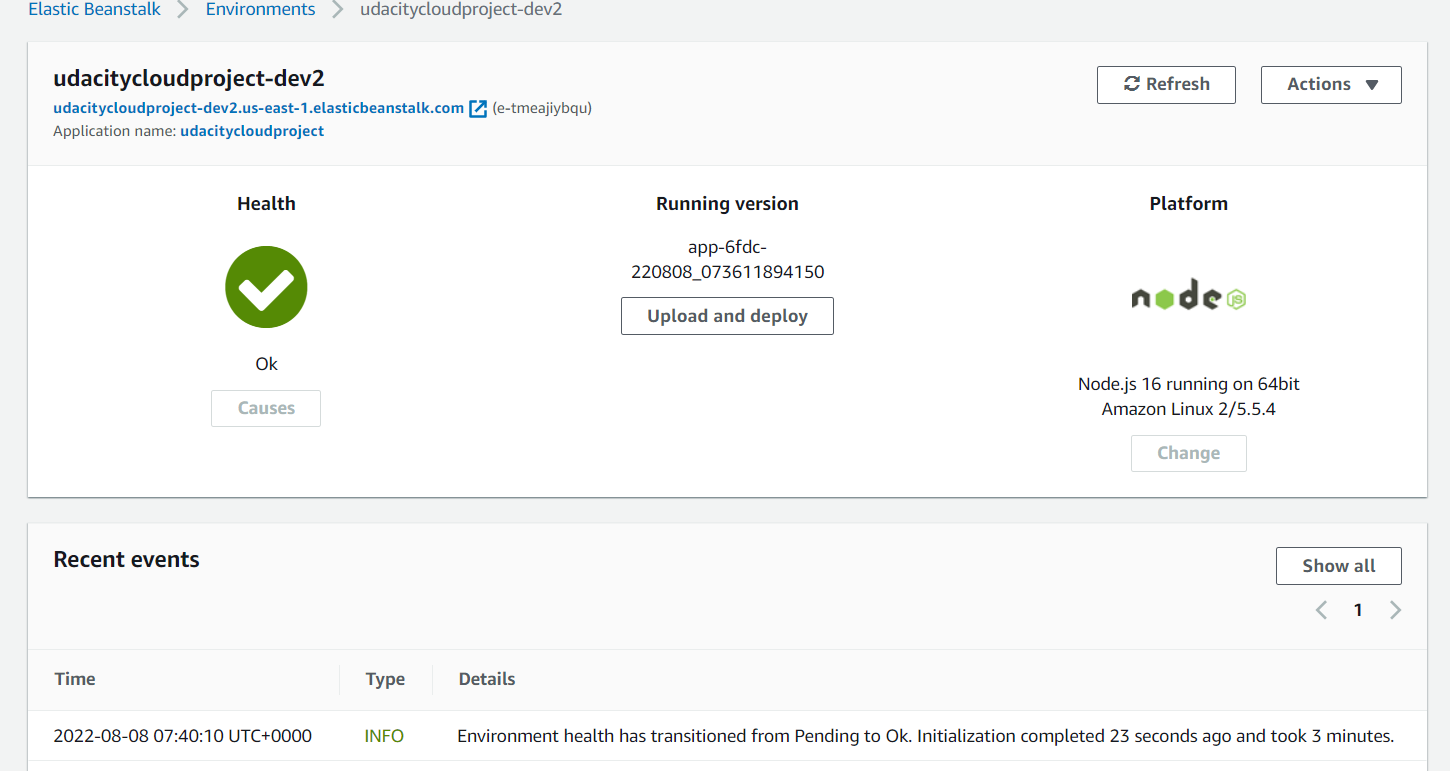 Elastic Beanstalk > Environments > udacitycloudproject-dev2
udacitycloudproject-dev2
Refresh
Actions
udacitycloudproject-dev2.us-east-1.elasticbeanstalk.com (e-tmeajiybqu)
Application name: udacitycloudproject
Health
Ok
Causes
Running version
app-6fdc-
220808_073611894150
Upload and deploy
Platform
node JS
Node.js 16 running on 64bit
Amazon Linux 2/5.5.4
Change
Recent events
Show all
1
Time Type Details
2022-08-08 07:40:10 UTC+0000 INFO Environment health has transitioned from Pending to Ok. Initialization completed 23 seconds ago and took 3 minutes.